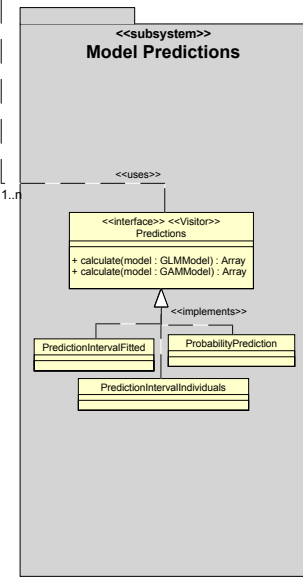 <<subsystem>>
Model Predictions
<<uses>>
1..n
<<interface>> <<Visitor>>
Predictions
+ calculate(model : GLMModel) : Array
+ calculate(model : GAMModel) : Array
<<implements>>
PredictionIntervalFitted
ProbabilityPrediction
PredictionIntervalIndividuals